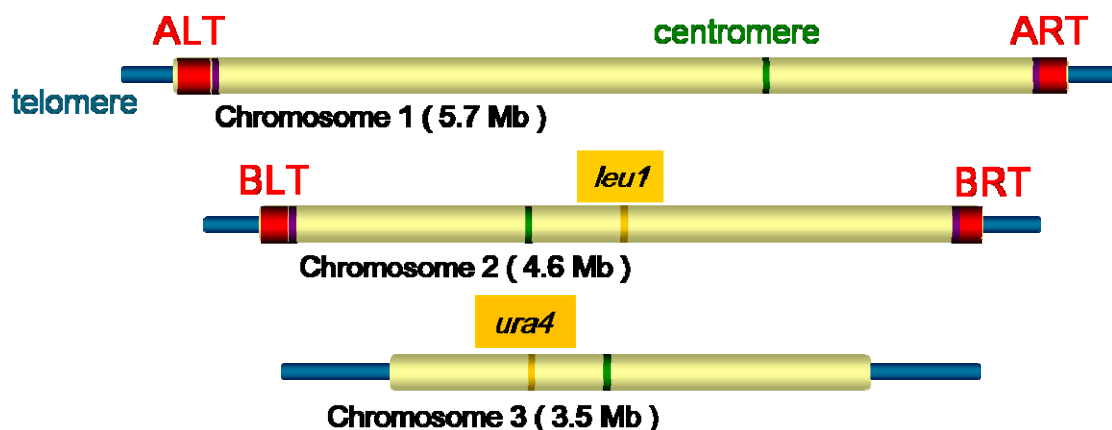 ALT centromere ART
telomere
Chromosome 1 ( 5.7 Mb )
leu1
BLT BRT
Chromosome 2 ( 4.6 Mb )
ura4
Chromosome 3 ( 3.5 Mb )